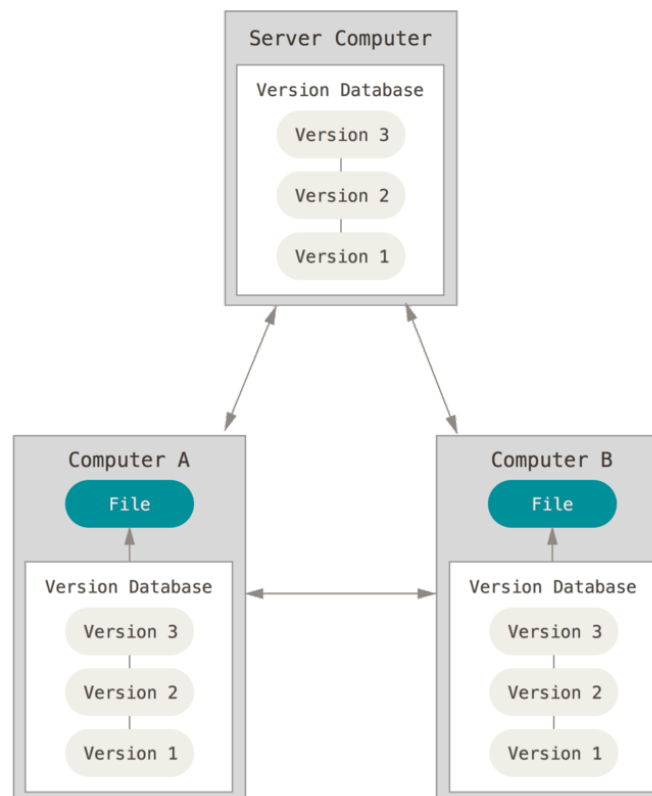 Server Computer
Version Database
Version 3
Version 2
Version 1
Computer A
File
Version Database
Version 3
Version 2
Version 1
Computer B
File
Version Database
Version 3
Version 2
Version 1